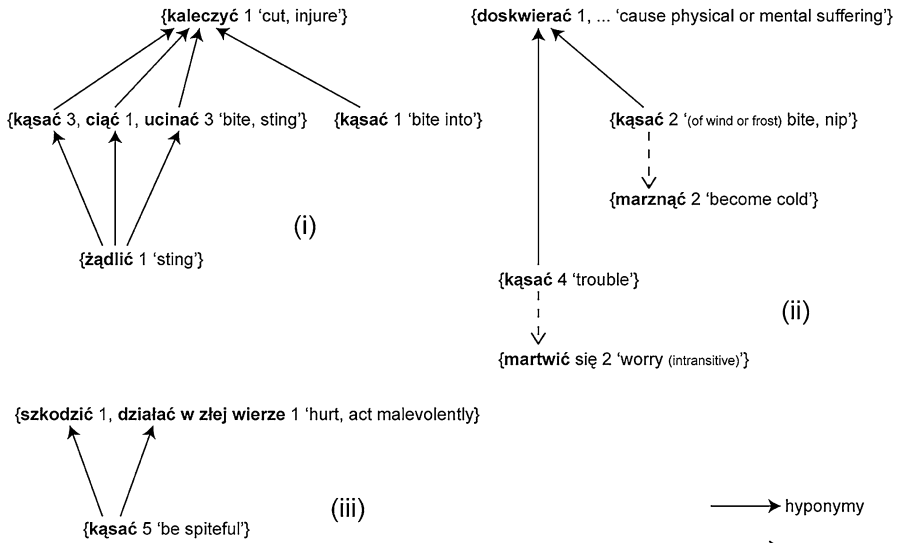 {kaleczyć 1 ‘cut, injure’}
{kąsać 3, ciąć 1, ucinać 3 ‘bite, sting’}
{kąsać 1 ‘bite into’}
(i)
{żądlić 1 ‘sting’}
{doskwierać 1, ... ‘cause physical or mental suffering’}
{kąsać 2 ‘(of wind or frost) bite, nip’}
{marznąć 2 ‘become cold’}
{kąsać 4 ‘trouble’}
(ii)
{martwić się 2 ‘worry (intransitive)’}
{szkodzić 1, działać w złej wierze 1 ‘hurt, act malevolently}
(iii)
{kąsać 5 ‘be spiteful’}
hyponymy